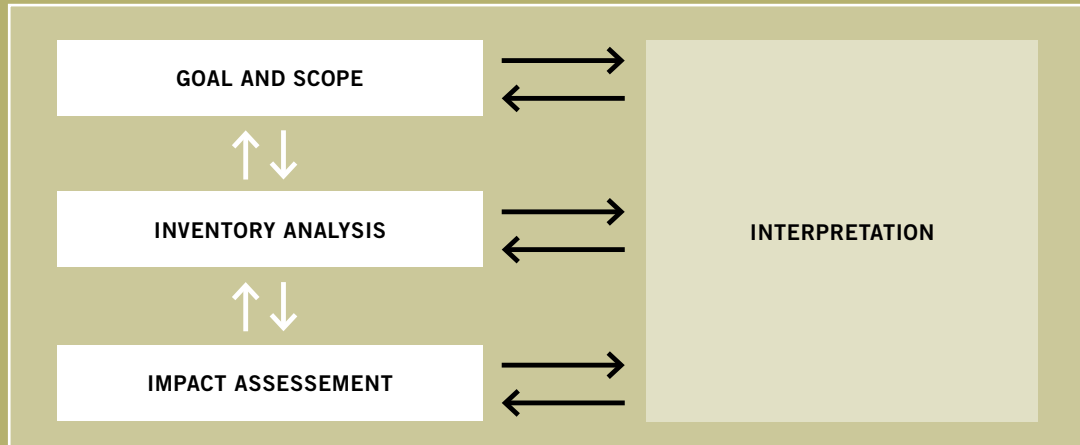 GOAL AND SCOPE
INVENTORY ANALYSIS
INTERPRETATION
IMPACT ASSESSEMENT